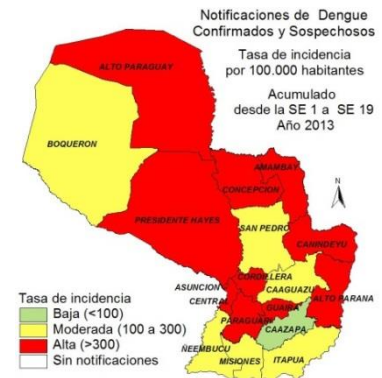 Notificaciones de Dengue
Confirmados y Sospechosos
Tasa de incidencia
por 100.000 habitantes
Acumulado
desde la SE 1 a SE 19
Año 2013
ALTO PARAGUAY
BOQUERON
N
AMAMBAY
CONCEPCION
PRESIDENTE HAYES
SAN PEDRO
CANINDEYU
CORDILLERA
ASUNCION
CAAGUAZU
CENTRAL
ALTO PARANA
GUAIRA
PARAGUARI
CAAZAPA
ÑEEMBUCU
MISIONES
ITAPUA
Tasa de incidencia
Baja (<100)
Moderada (100 a 300)
Alta (>300)
Sin notificaciones